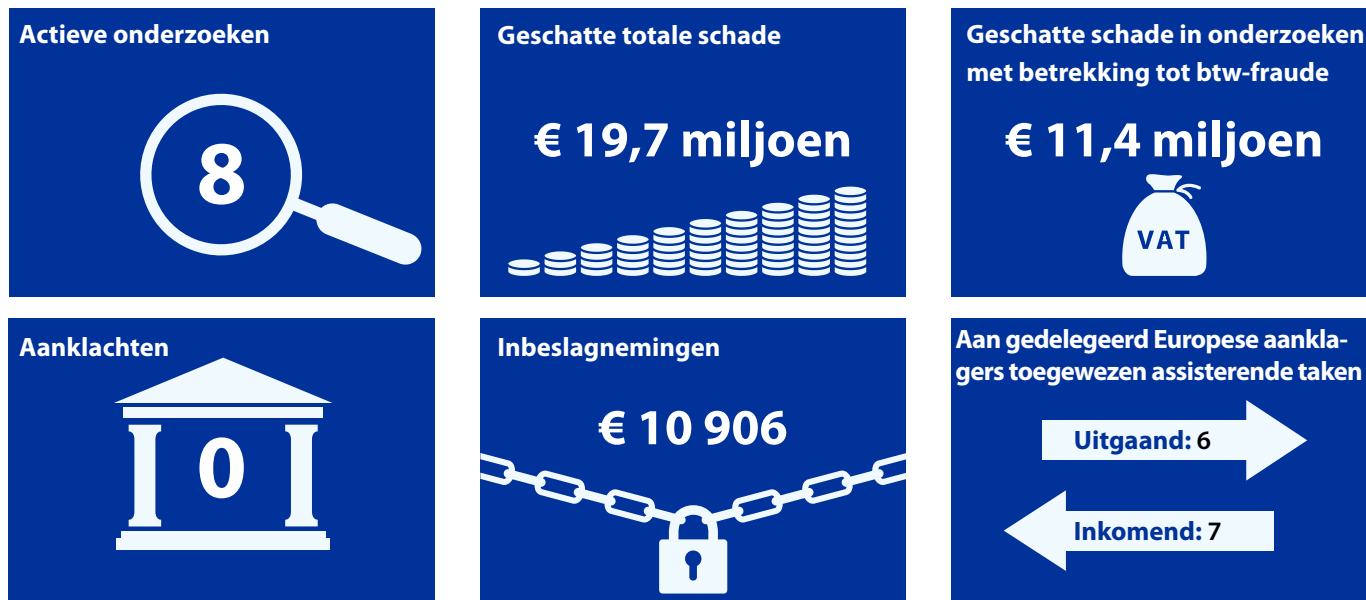 Actieve onderzoeken
8
Geschatte totale schade
€ 19,7 miljoen
Geschatte schade in onderzoeken
met betrekking tot btw-fraude
€ 11,4 miljoen
VAT
Aanklachten
0
Inbeslagnemingen
€ 10 906
Aan gedelegeerd Europese aankla-
gers toegewezen assisterende taken
Uitgaand: 6
Inkomend: 7